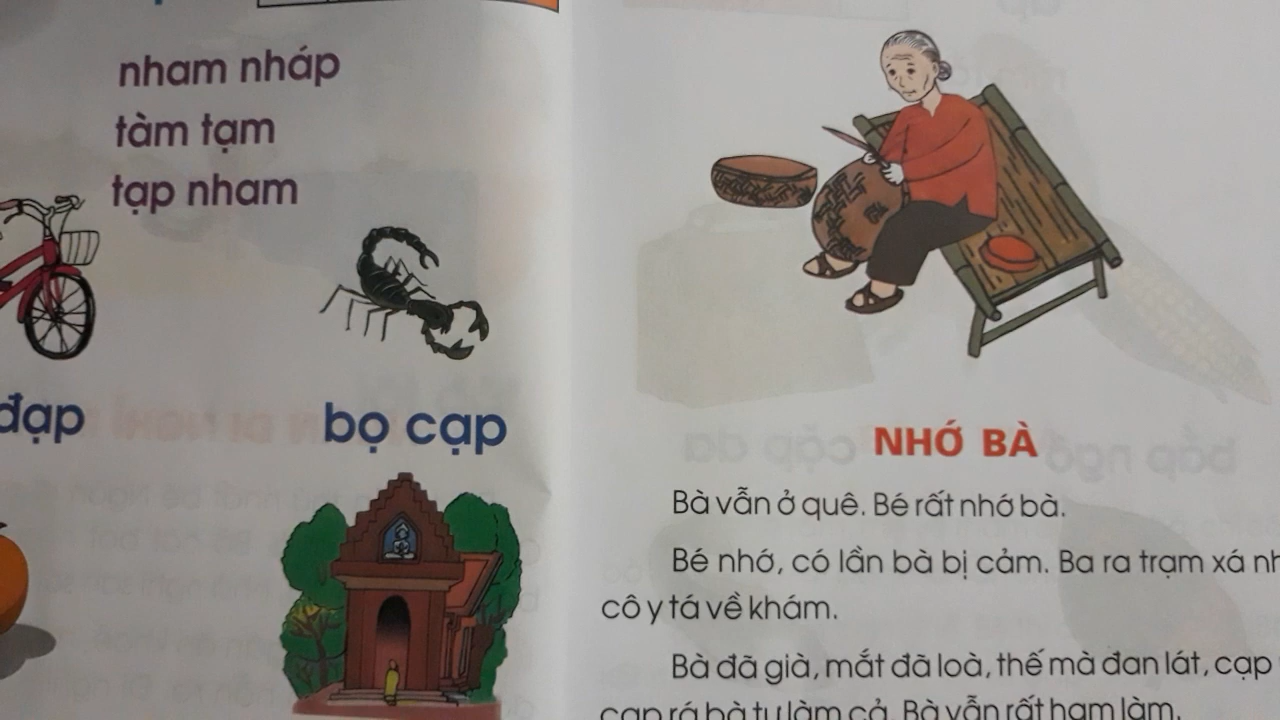 nham nháp
tàm tạm
tạp nham
đạp
bọ cạp
NHỚ BÀ
Bà vẫn ở quê. Bé rất nhớ bà.
Bé nhớ, có lần bà bị cảm. Ba ra trạm xá
cô y tá về khám.
Bà đã già, mắt đã loà, thế mà đan lát, cạp
cạp rá bà tự làm cả. Bà vẫn rất ham làm.